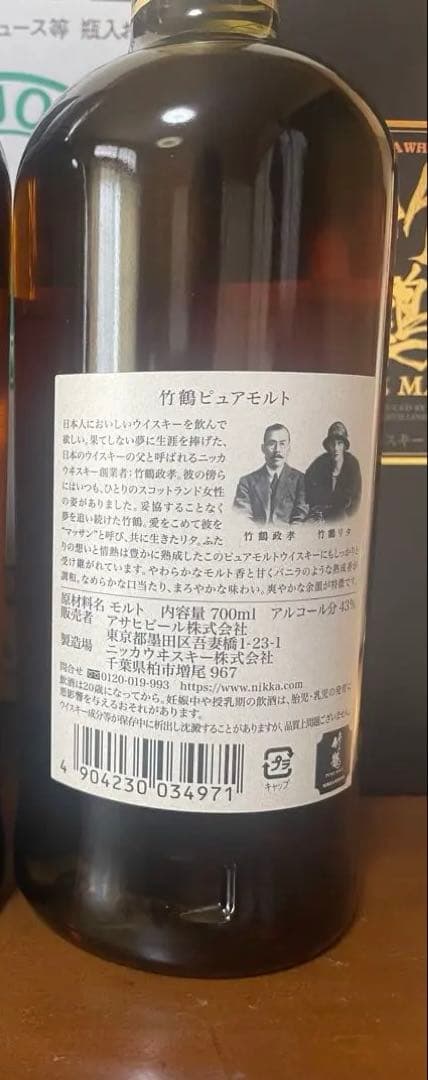 ュース等 瓶入お
竹鶴ピュアモルト
日本人においしいウイスキーを飲んで
欲しい。果てしない夢に生涯を捧げた、
日本のウイスキーの父と呼ばれるニッカ
ウヰスキー創業者：竹鶴政孝。彼の傍ら
にはいつも、ひとりのスコットランド女性
の姿がありました。妥協することなく
夢を追い続けた竹鶴。愛をこめて彼を
“マッサン”と呼び、共に生きたリタ。ふた
りの想いと情熱は豊かに熟成したこのピュアモルトウイスキーにもしっかりと
受け継がれています。やわらかなモルト香と甘くバニラのような熟成香が
調和。なめらかな口当たり、まろやかな味わい。爽やかな余韻が特徴です。
竹鶴政孝 竹鶴リタ
原材料名 モルト 内容量 700ml アルコール分 43%
販売者 アサヒビール株式会社
東京都墨田区吾妻橋1-23-1
製造場 ニッカウヰスキー株式会社
千葉県柏市増尾 967
問合せ 0120-019-993 https://www.nikka.com
飲酒は20歳になってから。妊娠中や授乳期の飲酒は、胎児・乳児の発育に
悪影響を与えるおそれがあります。
ウイスキー成分等が保存中に析出し沈澱することがありますが、品質上問題ございません。
4 904230 034971
プラ
キャップ
竹鶴
竹鶴
スキー